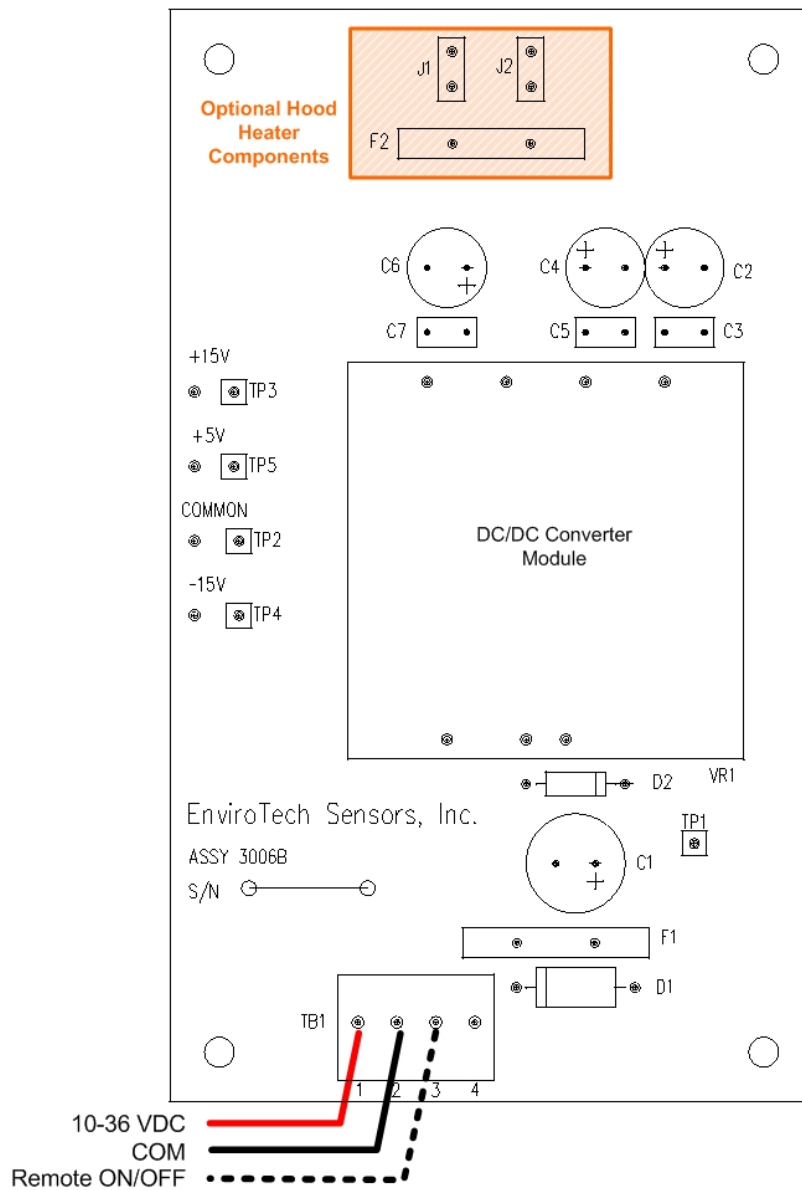 J1
J2
Optional Hood
Heater
Components
F2
C6
C4
C2
C7
C5
C3
+15V
TP3
+5V
TP5
COMMON
TP2
-15V
TP4
DC/DC Converter
Module
D2
VR1
EnviroTech Sensors, Inc.
TP1
ASSY 3006B
C1
S/N
F1
D1
TB1
1 2 3 4
10-36 VDC
COM
Remote ON/OFF